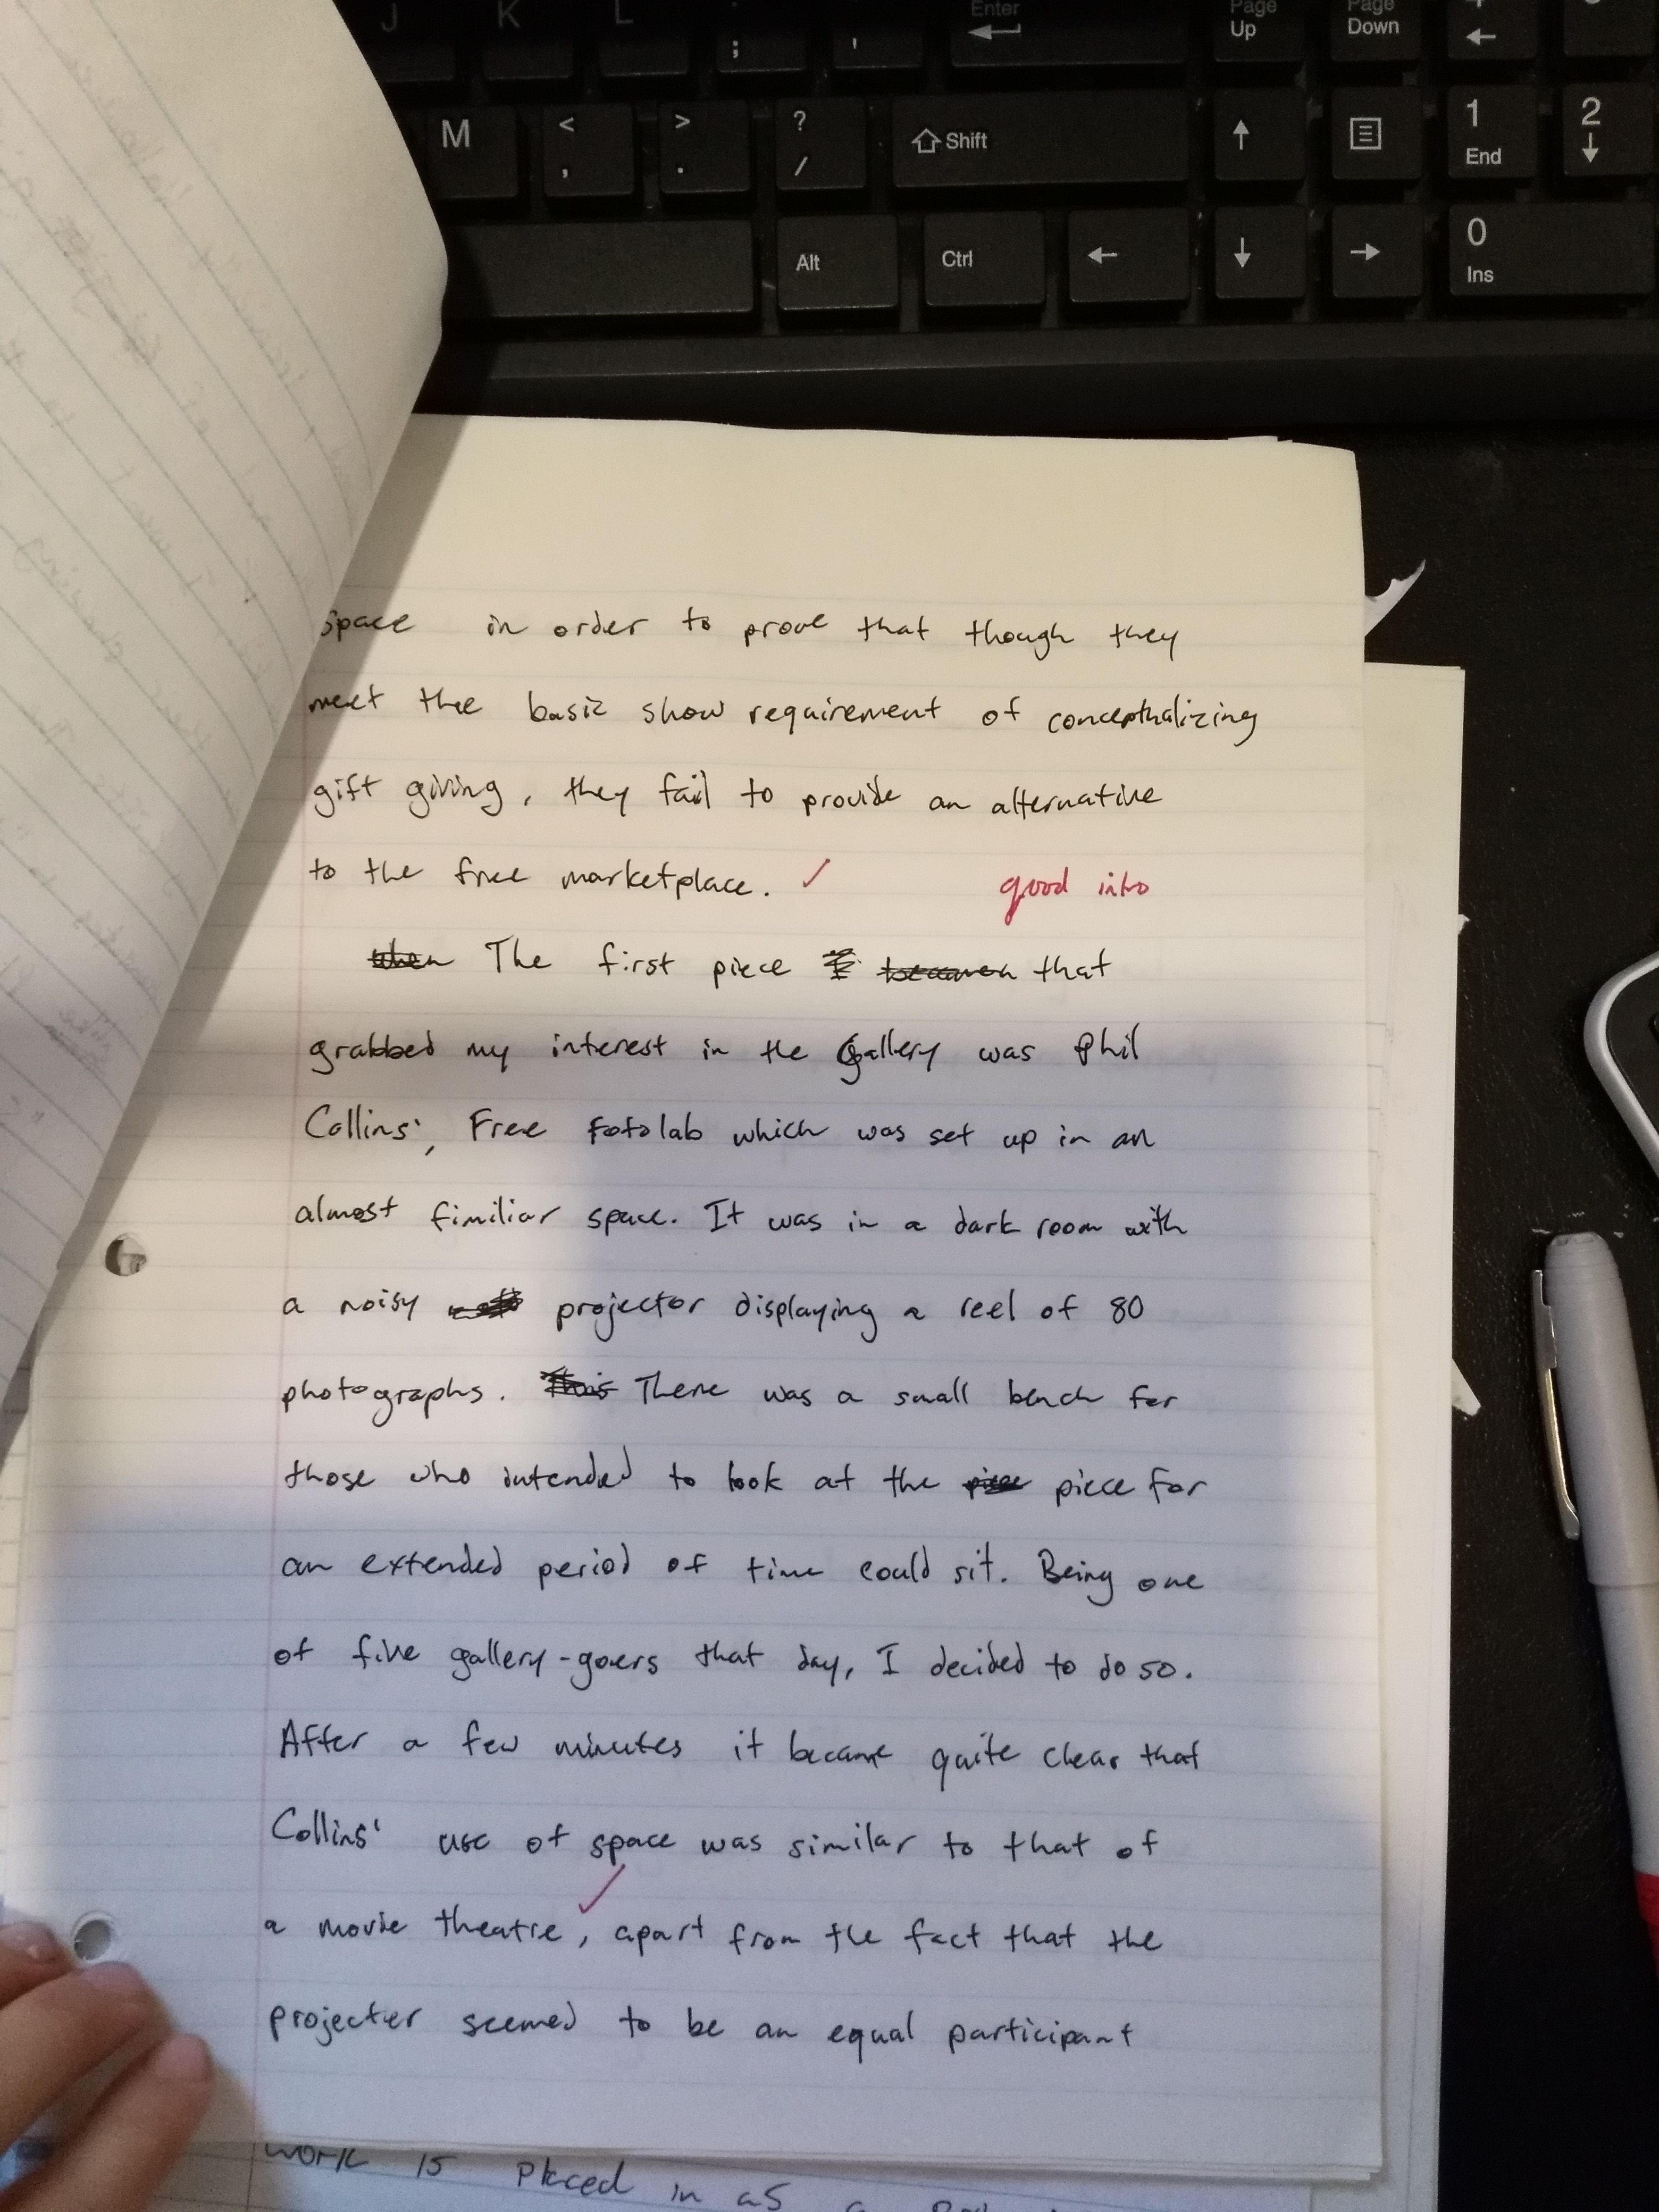 J K L : ; ' Enter Page Up Page Down +
M < , > . ? / Shift 1 End 2
Alt Ctrl 0 Ins
Space in order to prove that though they
meet the basic show requirement of concepthalizing
gift giving, they fail to provide an alternative
to the free marketplace. ✓ good into
when The first piece that
grabbed my interest in the Gallery was Phil
Collins', Free Fotolab which was set up in an
almost fimiliar space. It was in a dark room with
a noisy projector displaying a reel of 80
photographs. This There was a small bench for
those who intended to look at the piece piece for
an extended period of time could sit. Being one
of five gallery-goers that day, I decided to do so.
After a few minutes it became quite clear that
Collins' use of space was similar to that of
a movie theatre, apart from the fact that the
projecter seemed to be an equal participant
work is placed in as a